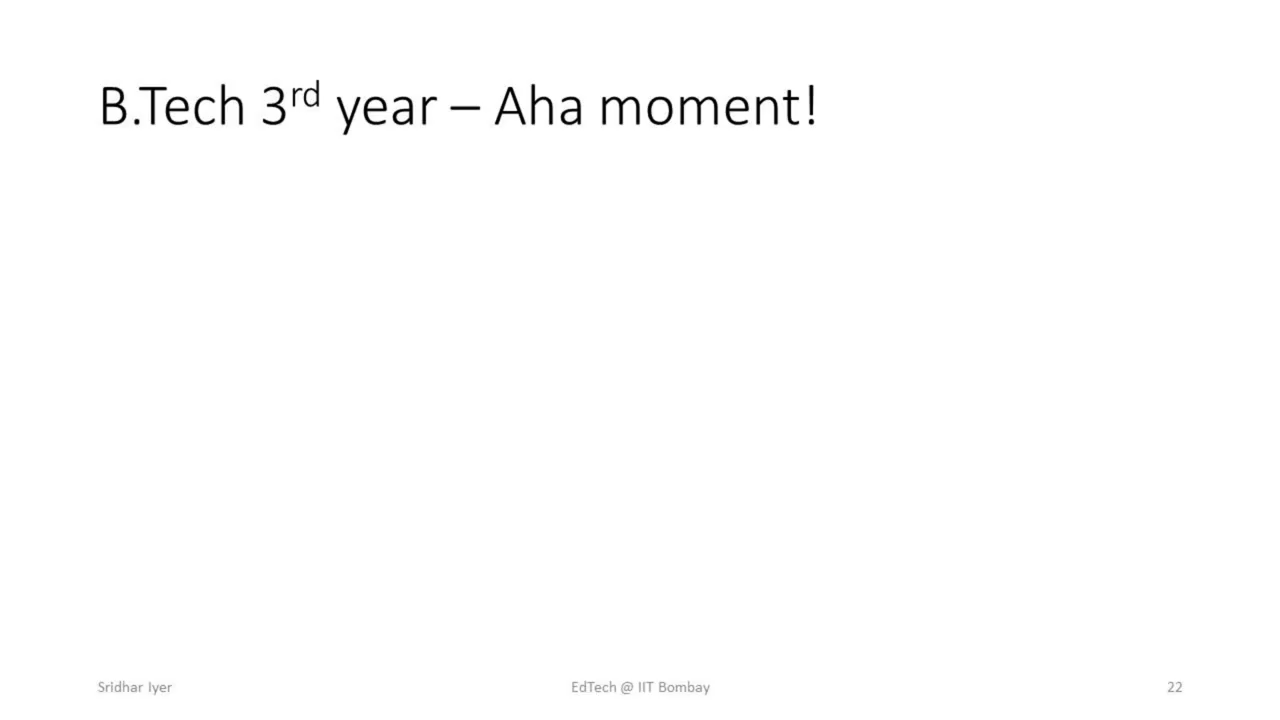 B.Tech 3rd year – Aha moment!
Sridhar Iyer
EdTech @ IIT Bombay
22